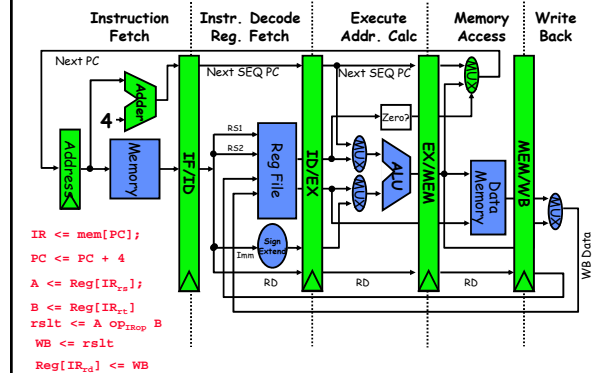 Instruction Fetch
Instr. Decode Reg. Fetch
Execute Addr. Calc
Memory Access
Write Back
Next PC
Next SEQ PC
Next SEQ PC
MUX
Adder
4
Zero?
RS1
RS2
Address
Memory
IF/ID
Reg File
ID/EX
MUX
MUX
ALU
EX/MEM
Data Memory
MEM/WB
MUX
Sign Extend
Imm
RD
RD
RD
WB Data
IR <= mem[PC];
PC <= PC + 4
A <= Reg[IRrs];
B <= Reg[IRrt]
rslt <= A opIRop B
WB <= rslt
Reg[IRrd] <= WB